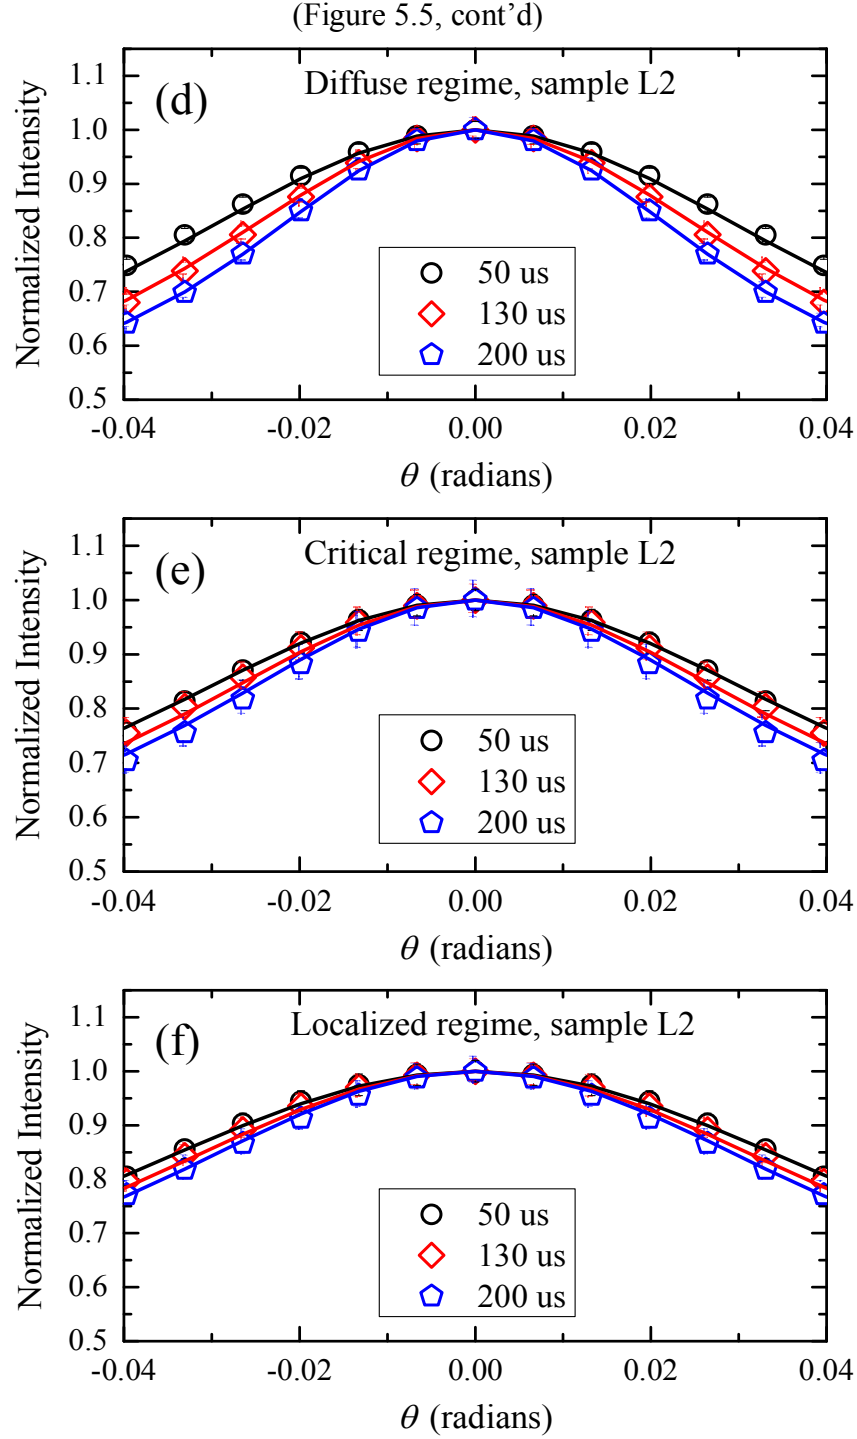 (Figure 5.5, cont’d)
(d)
Diffuse regime, sample L2
Normalized Intensity
1.1
1.0
0.9
0.8
0.7
0.6
0.5
50 us
130 us
200 us
-0.04 -0.02 0.00 0.02 0.04
θ (radians)
(e)
Critical regime, sample L2
Normalized Intensity
1.1
1.0
0.9
0.8
0.7
0.6
0.5
50 us
130 us
200 us
-0.04 -0.02 0.00 0.02 0.04
θ (radians)
(f)
Localized regime, sample L2
Normalized Intensity
1.1
1.0
0.9
0.8
0.7
0.6
0.5
50 us
130 us
200 us
-0.04 -0.02 0.00 0.02 0.04
θ (radians)